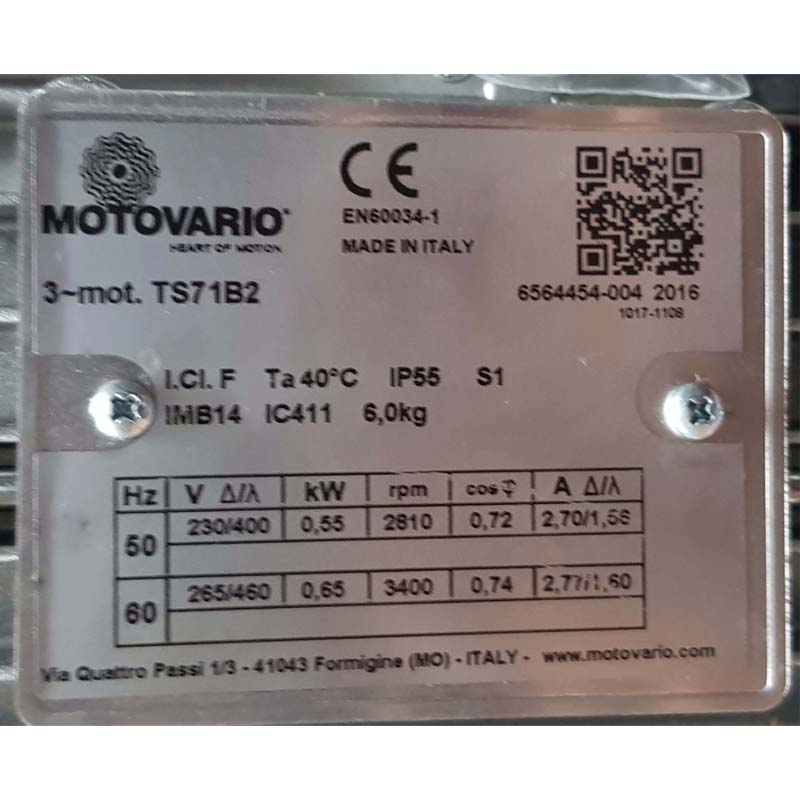 MOTOVARIO
HEART OF MOTION
CE
EN60034-1
MADE IN ITALY
3~mot. TS71B2
6564454-004 2016
1017-1108
I.Cl. F Ta 40°C IP55 S1
IMB14 IC411 6,0kg
Hz V Δ/λ kW rpm cosφ A Δ/λ
50 230/400 0,55 2810 0,72 2,70/1,56
60 265/460 0,65 3400 0,74 2,77/1,60
Via Quattro Passi 1/3 - 41043 Formigine (MO) - ITALY - www.motovario.com